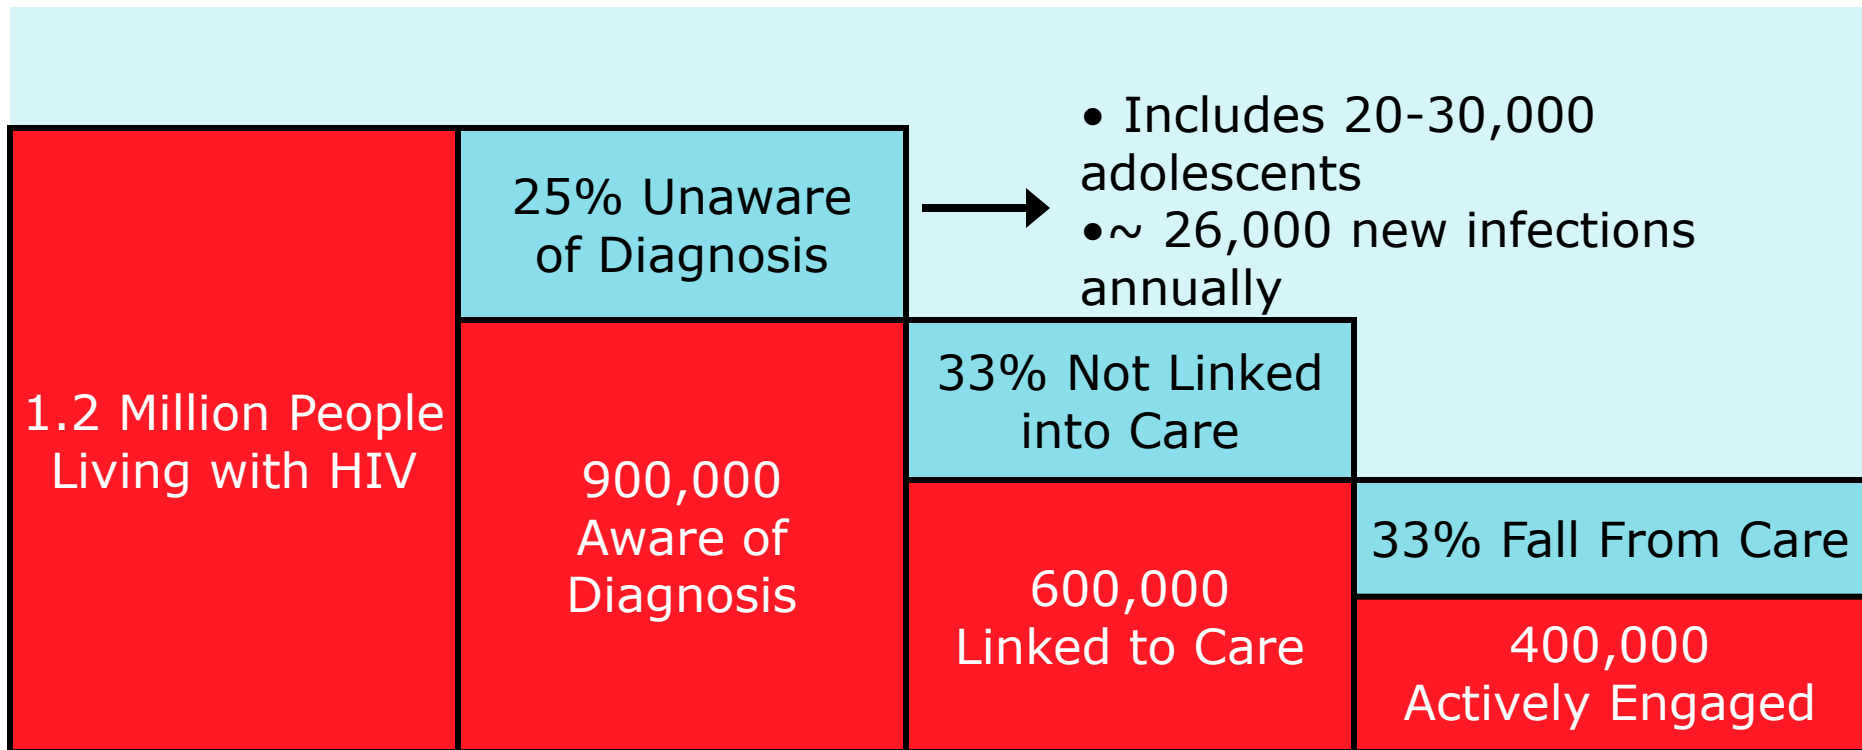 1.2 Million People
Living with HIV
25% Unaware
of Diagnosis
900,000
Aware of
Diagnosis
• Includes 20-30,000
adolescents
•~ 26,000 new infections
annually
33% Not Linked
into Care
600,000
Linked to Care
33% Fall From Care
400,000
Actively Engaged